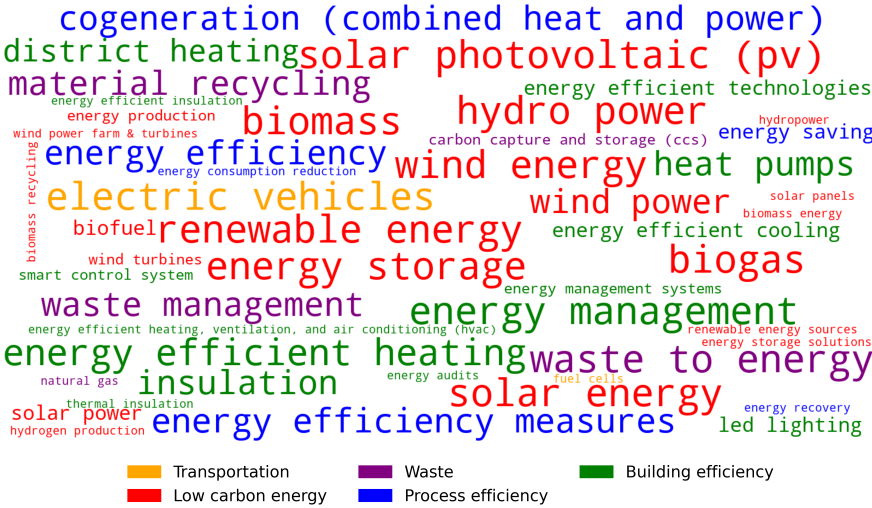 cogeneration (combined heat and power)
district heating
solar photovoltaic (pv)
material recycling
energy efficient technologies
energy efficient insulation
energy production
biomass
hydro power
hydropower
wind power farm & turbines
carbon capture and storage (ccs)
energy saving
biomass recycling
energy efficiency
energy consumption reduction
wind energy
heat pumps
electric vehicles
wind power
solar panels
biomass energy
biofuel
renewable energy
energy efficient cooling
wind turbines
smart control system
energy storage
biogas
energy management systems
waste management
energy management
energy efficient heating, ventilation, and air conditioning (hvac)
renewable energy sources
energy storage solutions
energy efficient heating
waste to energy
natural gas
insulation
energy audits
fuel cells
solar energy
thermal insulation
solar power
energy recovery
hydrogen production
energy efficiency measures
led lighting
Transportation
Waste
Building efficiency
Low carbon energy
Process efficiency